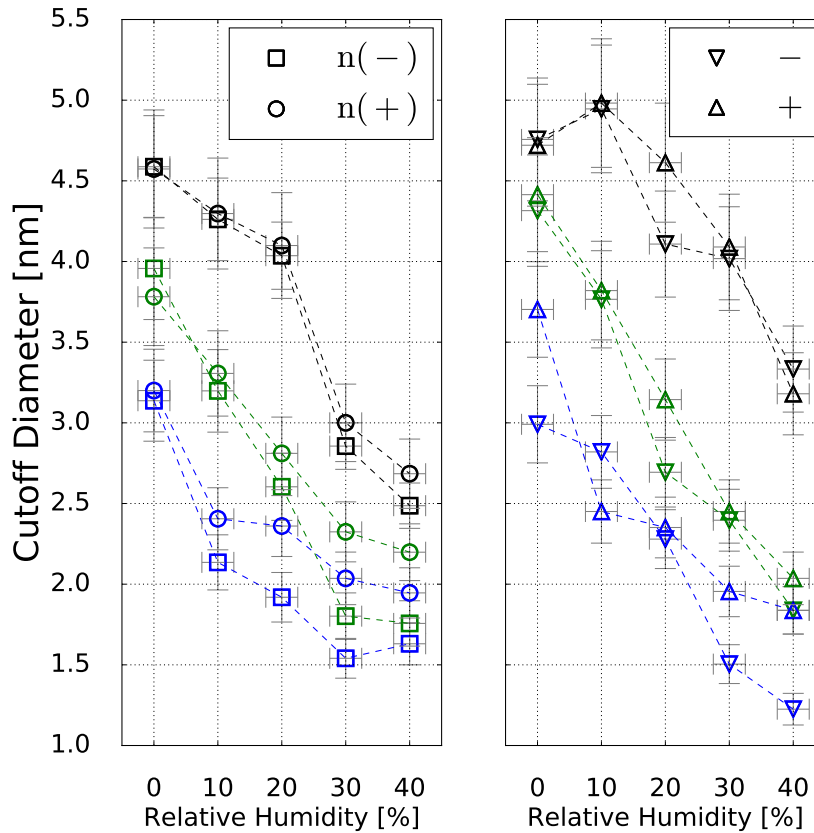 Cutoff Diameter [nm]
5.5
5.0
4.5
4.0
3.5
3.0
2.5
2.0
1.5
1.0
n(−)
n(+)
0 10 20 30 40
Relative Humidity [%]
−
+
0 10 20 30 40
Relative Humidity [%]